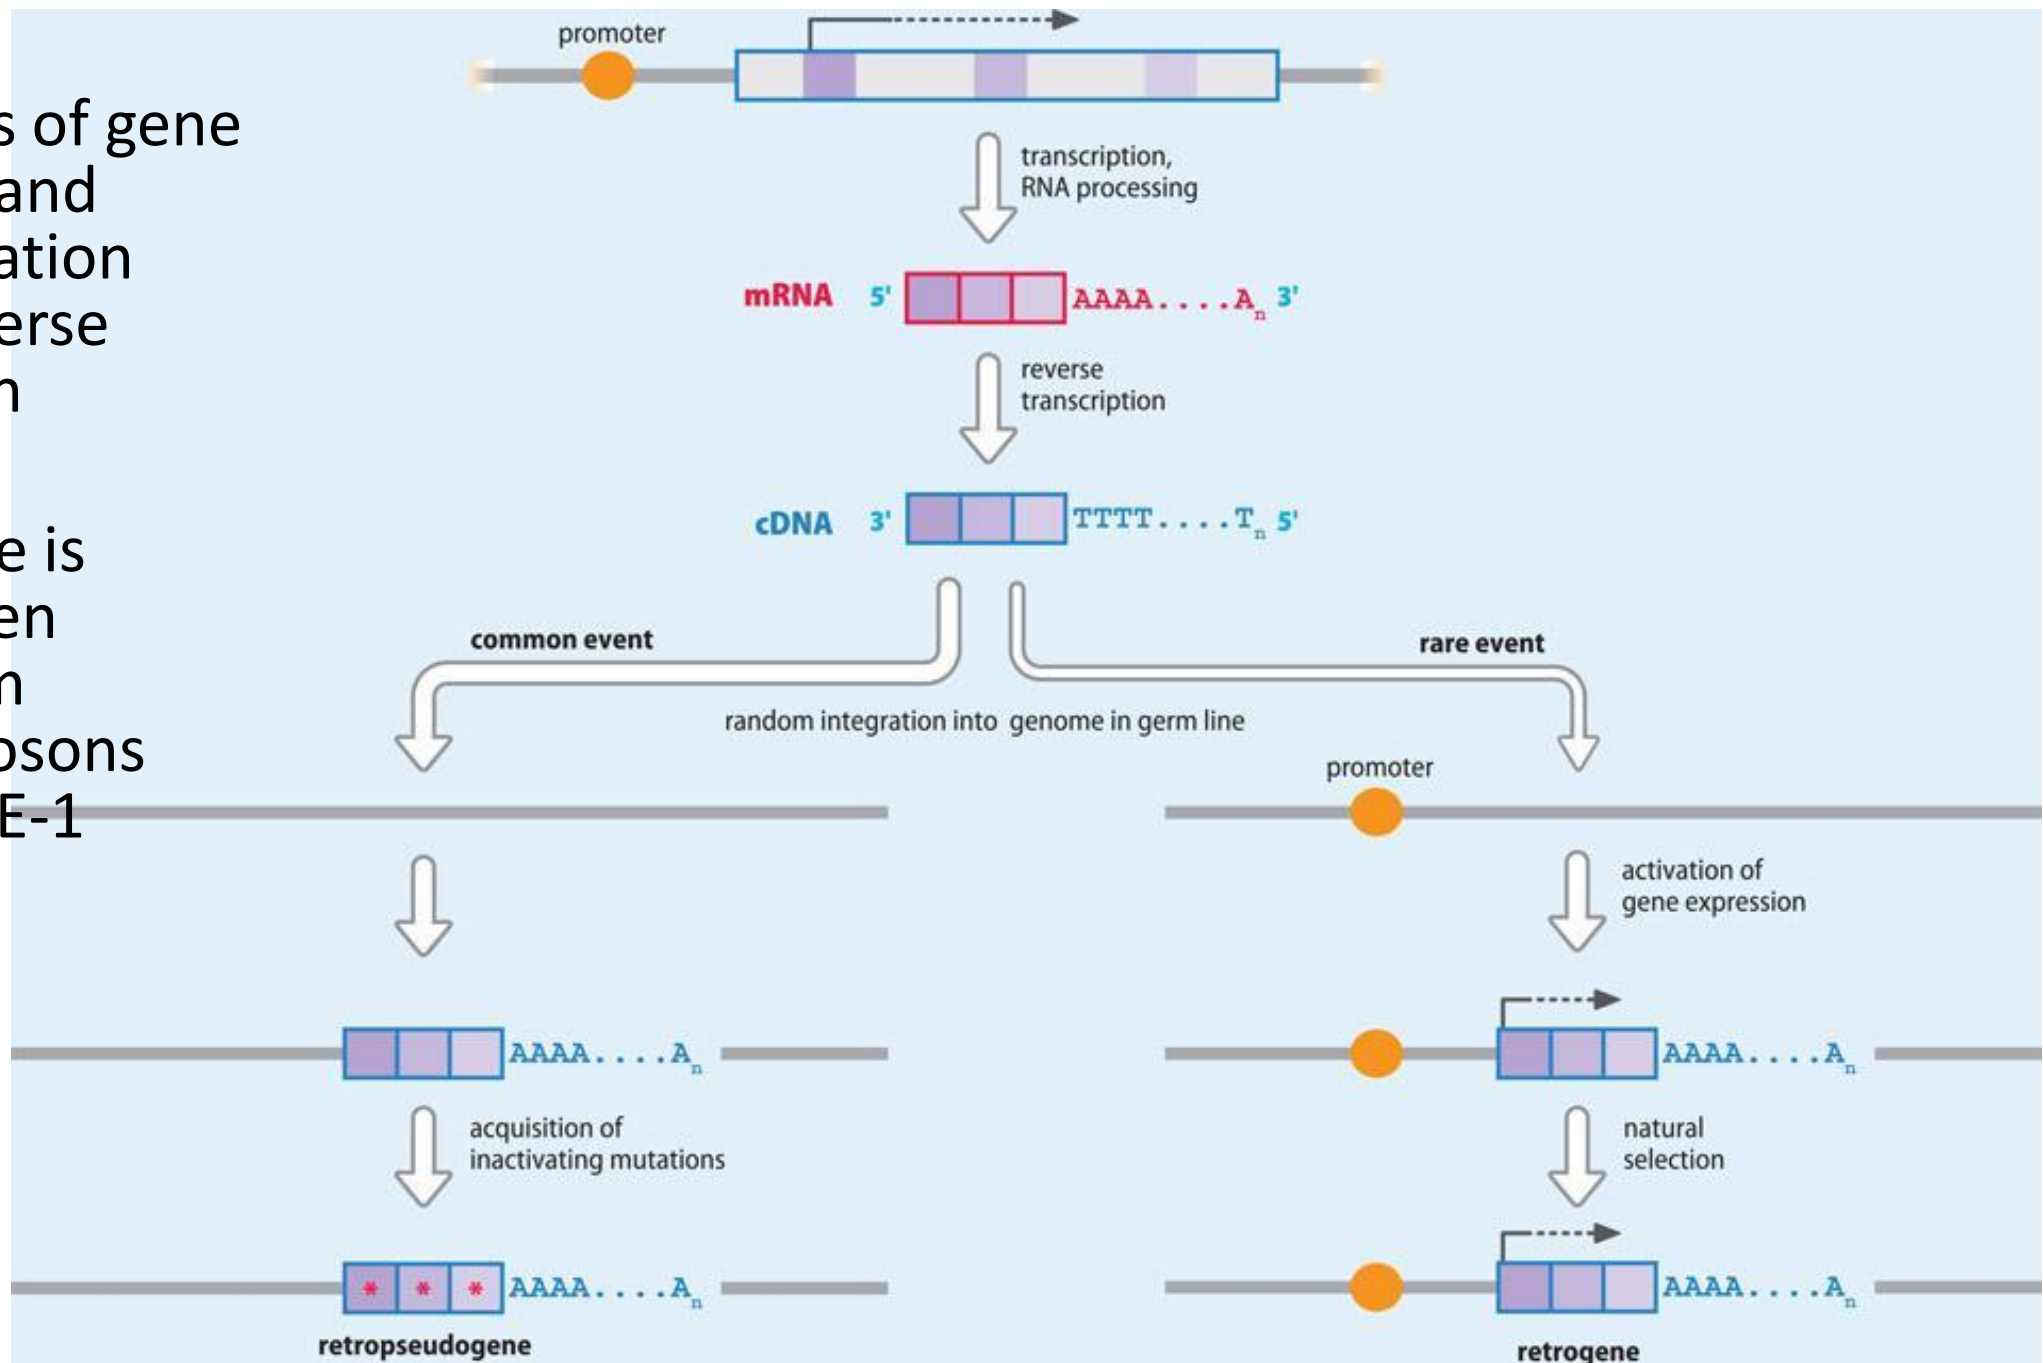 promoter
s of gene
and
ation
erse
n
e is
en
n
osons
E-1
transcription,
RNA processing
mRNA 5' AAAA....An 3'
reverse
transcription
cDNA 3' TTTT....Tn 5'
common event
rare event
random integration into genome in germ line
promoter
activation of
gene expression
AAAA....An
AAAA....An
acquisition of
inactivating mutations
natural
selection
* * * AAAA....An
AAAA....An
retropseudogene
retrogene